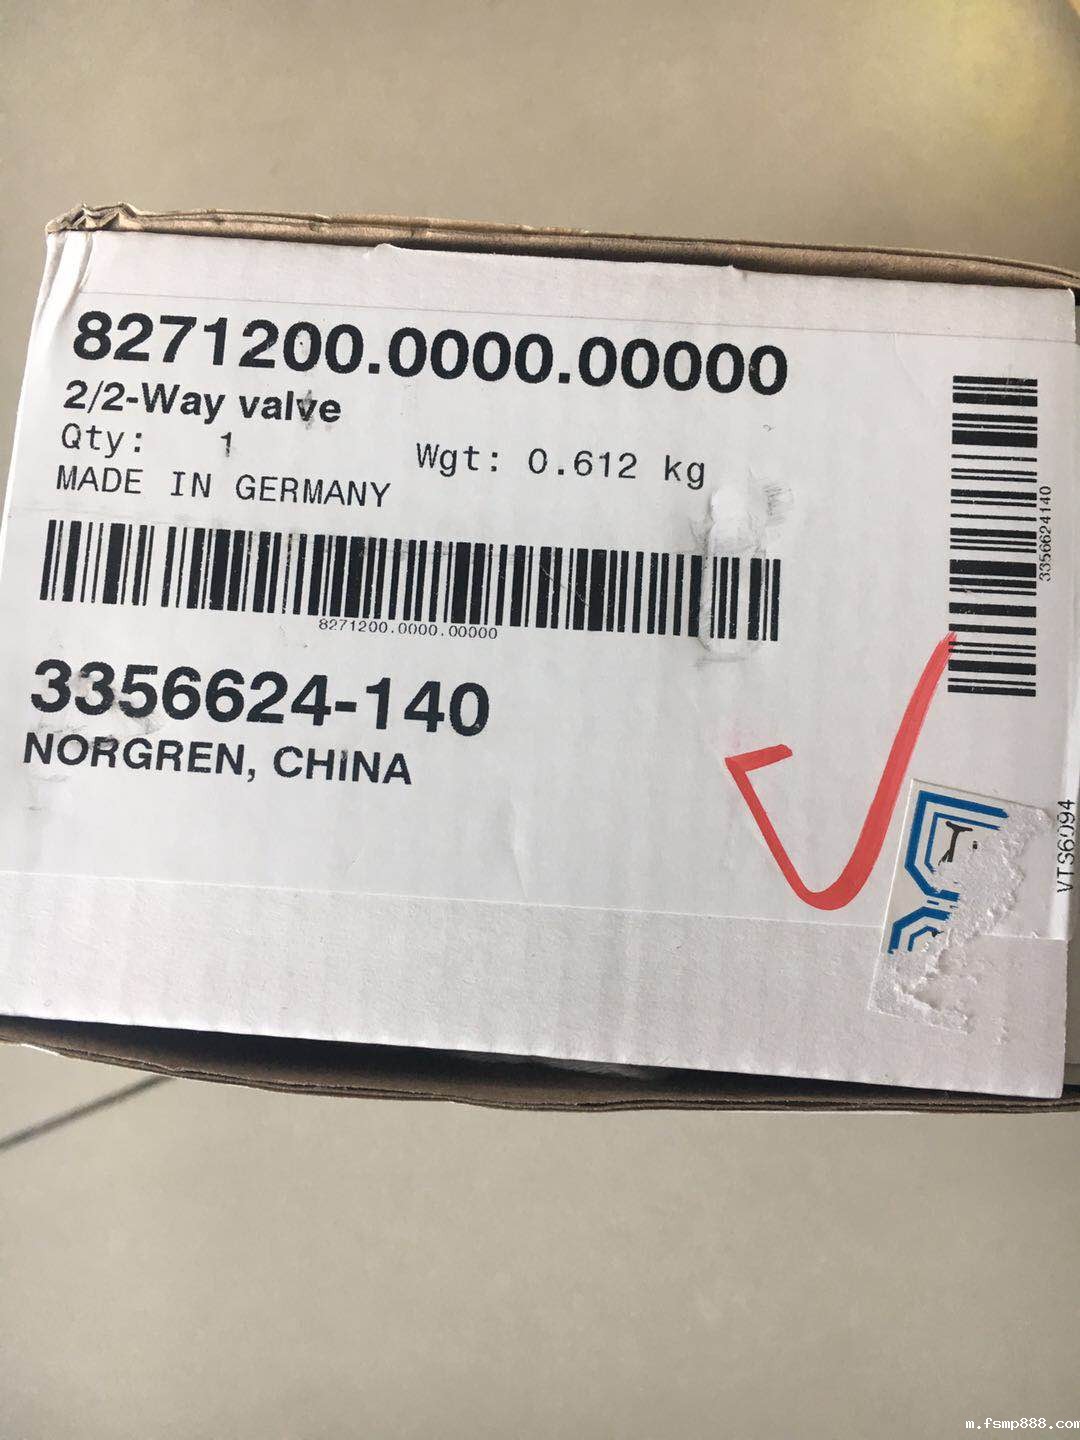 8271200.0000.00000
2/2-Way valve
Qty: 1 Wgt: 0.612 kg
MADE IN GERMANY
8271200.0000.00000
3356624-140
NORGREN, CHINA
3356624140
VTS6094
m.fsmp888.com